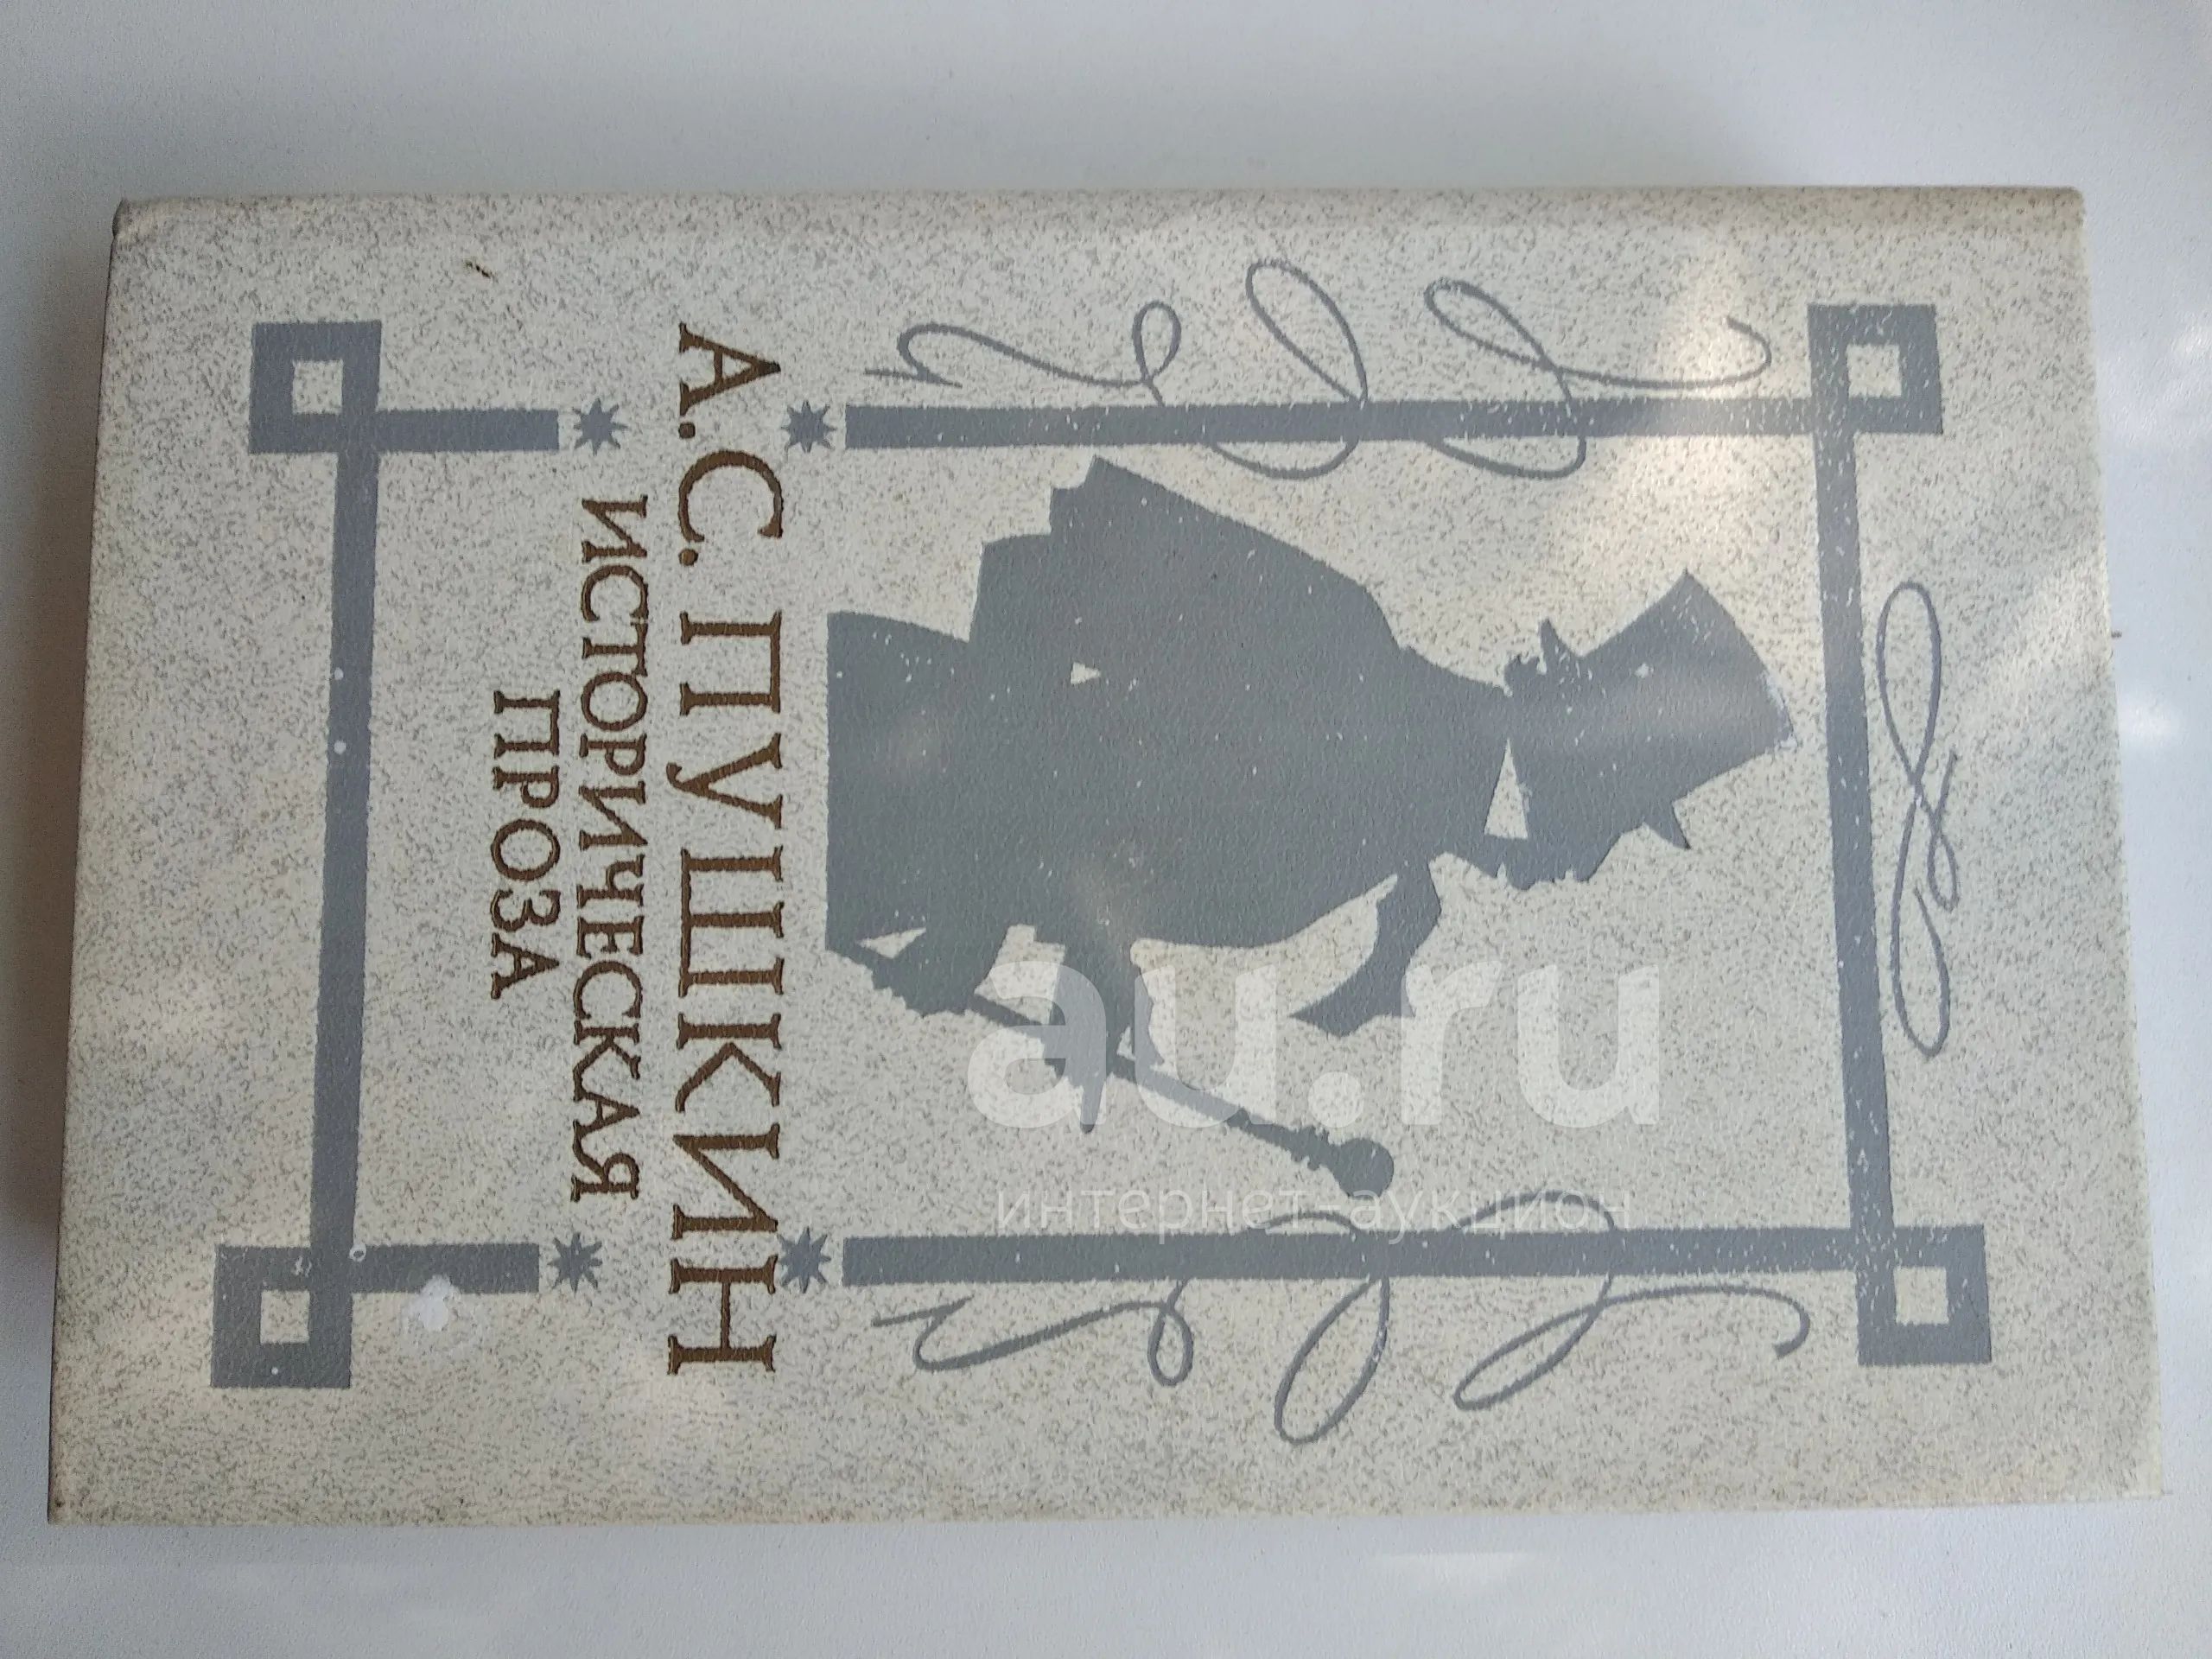 А.С. ПУШКИН
ИСТОРИЧЕСКАЯ
ПРОЗА
au.ru
интернет-аукцион